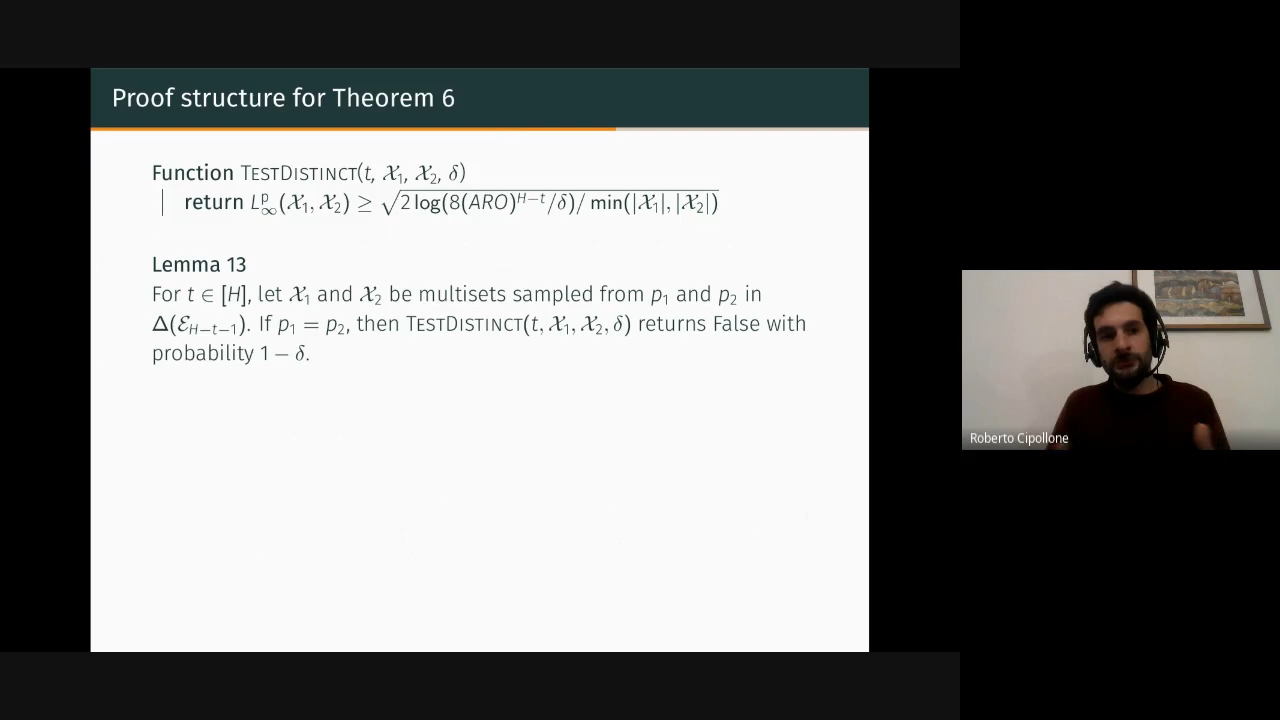 Proof structure for Theorem 6
Function TESTDISTINCT(t, 𝒳₁, 𝒳₂, δ)
return L∞ᵖ(𝒳₁, 𝒳₂) ≥ √(2 log(8(ARO)ᴴ⁻ᵗ/δ)/ min(|𝒳₁|, |𝒳₂|))
Lemma 13
For t ∈ [H], let 𝒳₁ and 𝒳₂ be multisets sampled from p₁ and p₂ in
Δ(ℰ_{H−t−1}). If p₁ = p₂, then TESTDISTINCT(t, 𝒳₁, 𝒳₂, δ) returns False with
probability 1 − δ.
Roberto Cipollone